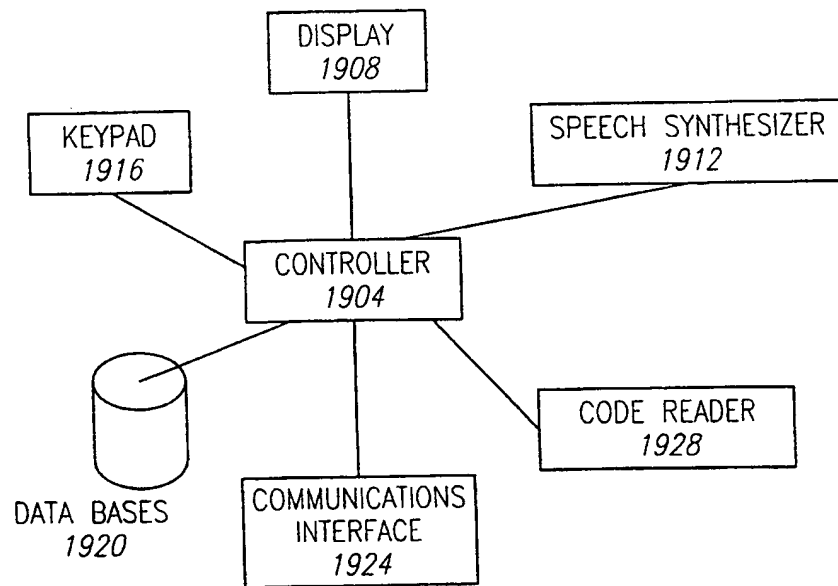 DISPLAY
1908
KEYPAD
1916
SPEECH SYNTHESIZER
1912
CONTROLLER
1904
CODE READER
1928
DATA BASES
1920
COMMUNICATIONS
INTERFACE
1924